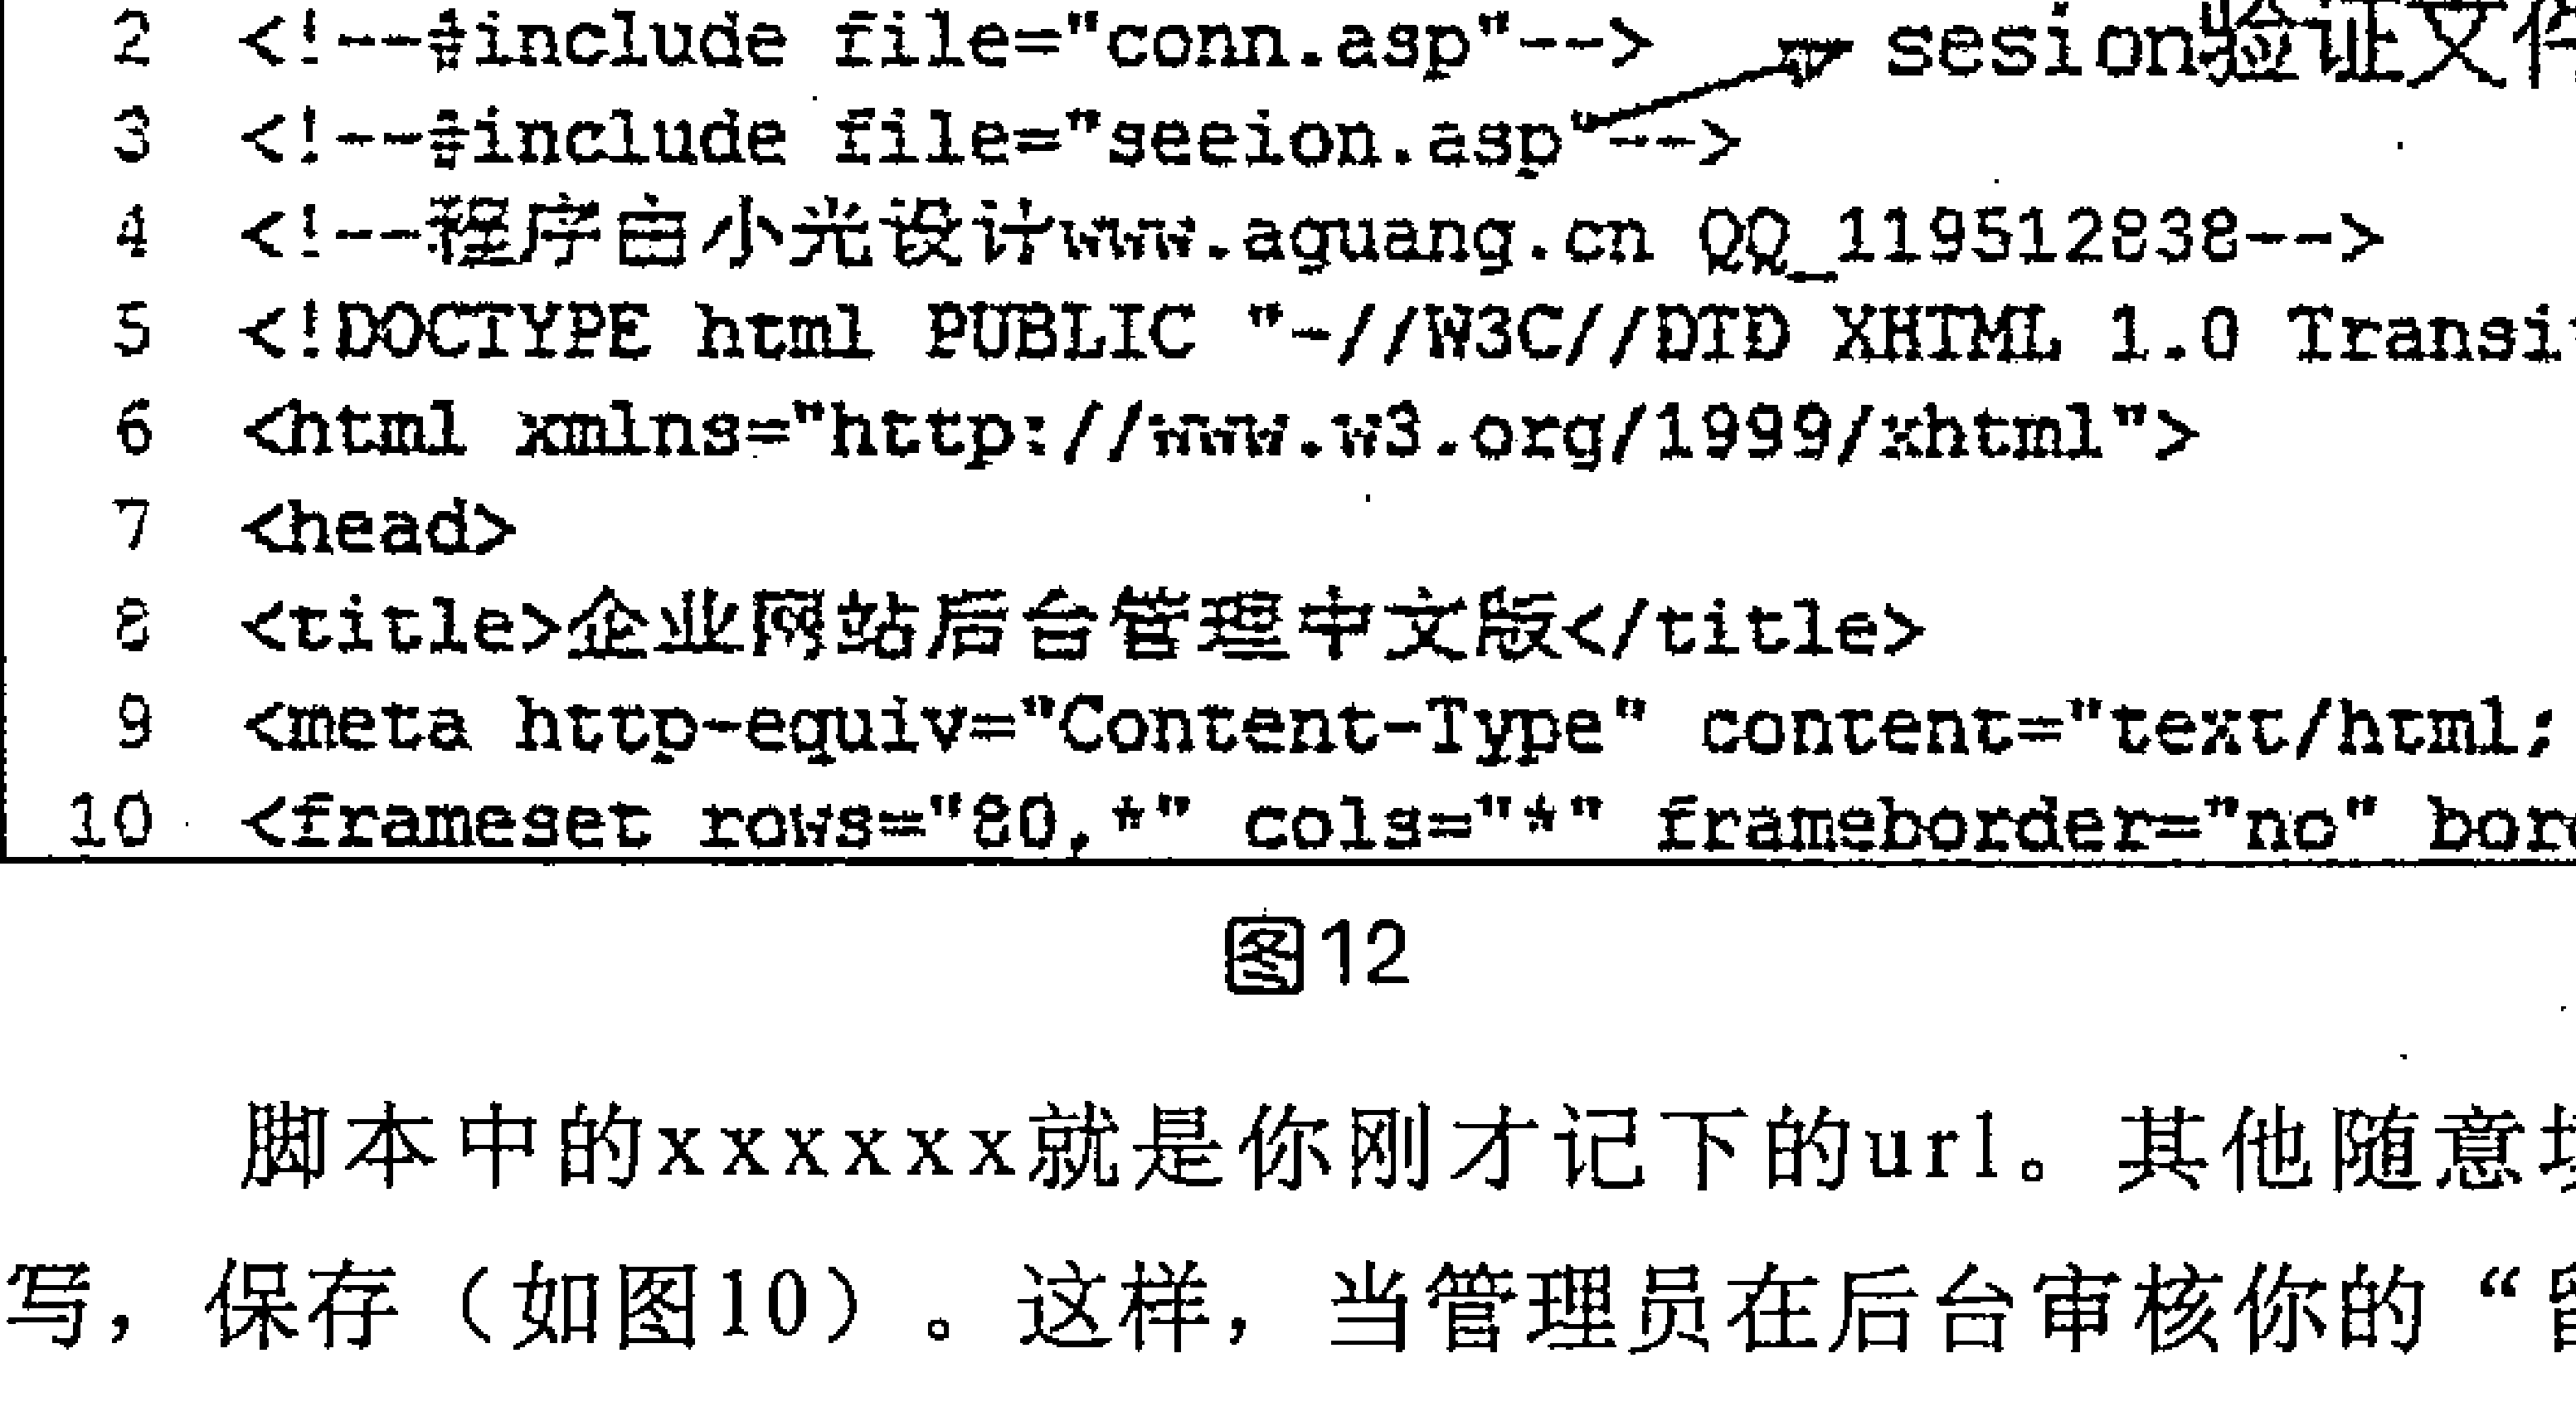 2 <!--#include file="conn.asp"--> sesion验证文件
3 <!--#include file="seeion.asp"-->
4 <!--程序由小光设计www.aguang.cn QQ_119512838-->
5 <!DOCTYPE html PUBLIC "-//W3C//DTD XHTML 1.0 Transi
6 <html xmlns="http://www.w3.org/1999/xhtml">
7 <head>
8 <title>企业网站后台管理中文版</title>
9 <meta http-equiv="Content-Type" content="text/html;
10 <frameset rows="80,*" cols="*" frameborder="no" bord
图12
脚本中的xxxxxx就是你刚才记下的url。其他随意填
写，保存（如图10）。这样，当管理员在后台审核你的“留